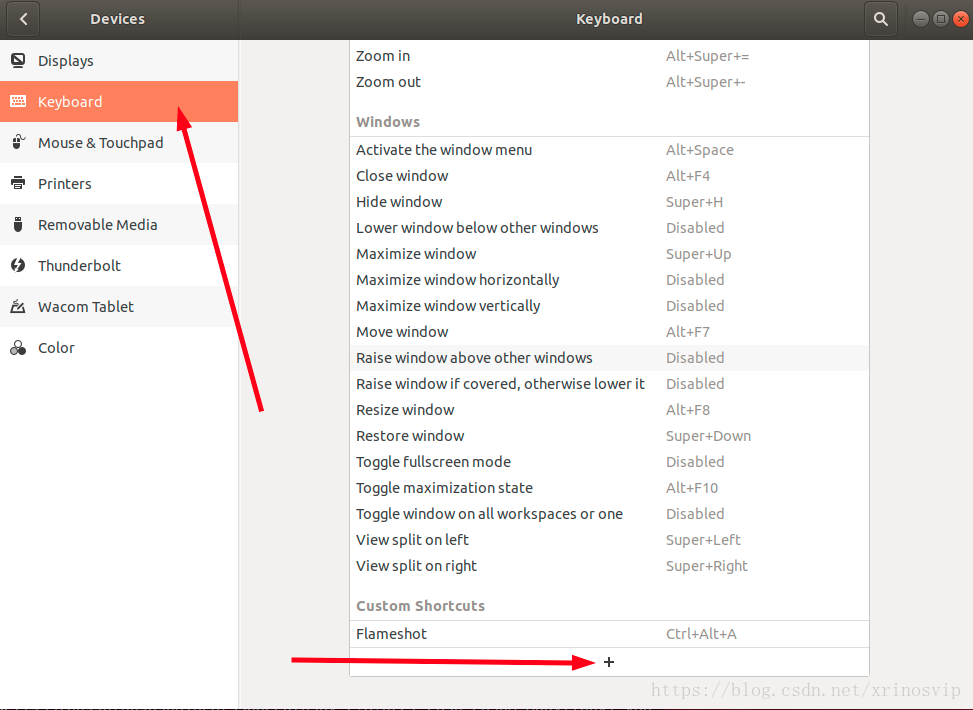 Devices
Keyboard
Displays
Keyboard
Mouse & Touchpad
Printers
Removable Media
Thunderbolt
Wacom Tablet
Color
Zoom in Alt+Super+=
Zoom out Alt+Super+-
Windows
Activate the window menu Alt+Space
Close window Alt+F4
Hide window Super+H
Lower window below other windows Disabled
Maximize window Super+Up
Maximize window horizontally Disabled
Maximize window vertically Disabled
Move window Alt+F7
Raise window above other windows Disabled
Raise window if covered, otherwise lower it Disabled
Resize window Alt+F8
Restore window Super+Down
Toggle fullscreen mode Disabled
Toggle maximization state Alt+F10
Toggle window on all workspaces or one Disabled
View split on left Super+Left
View split on right Super+Right
Custom Shortcuts
Flameshot Ctrl+Alt+A
+
https://blog.csdn.net/xrinosvip